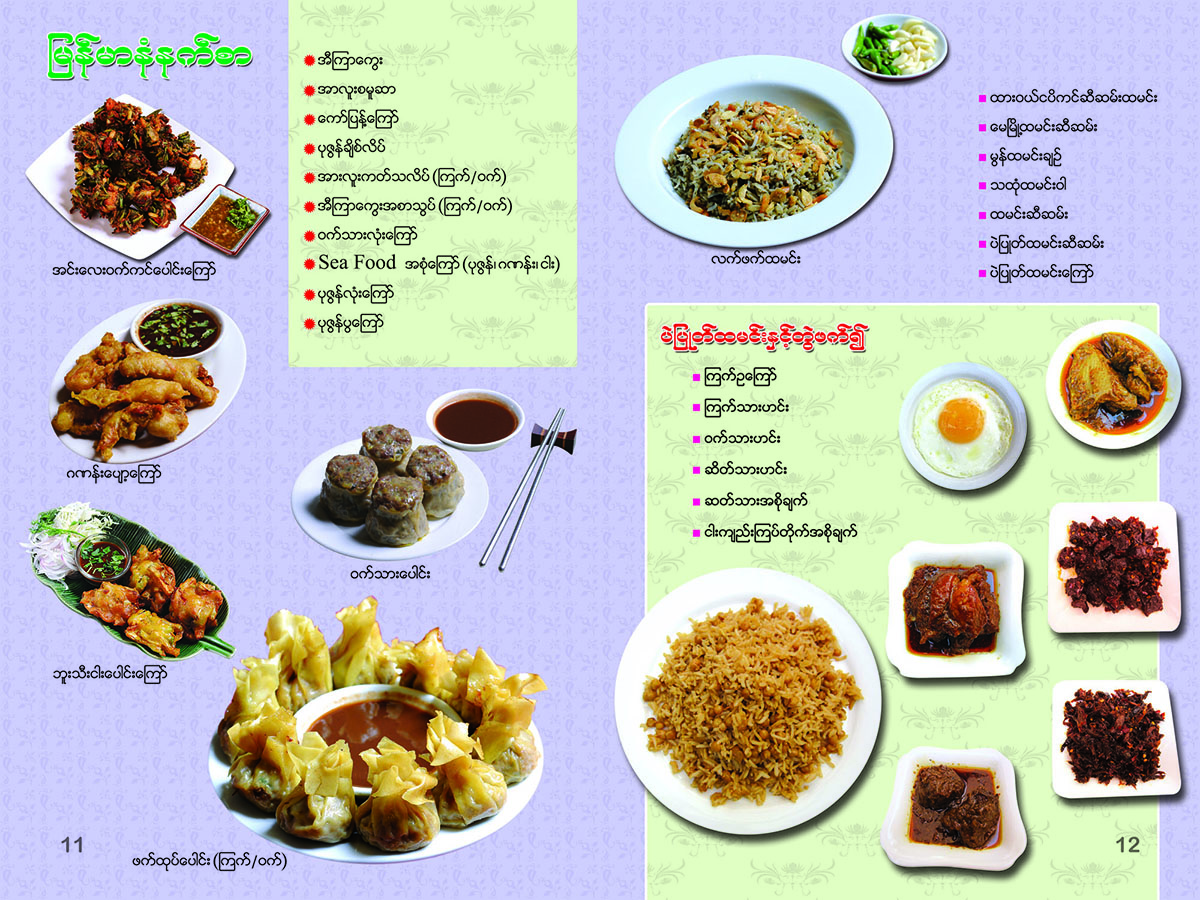 မြန်မာနံနက်စာ
အီကြာကွေး
အာလူးစမူဆာ
ကော်ပြန့်ကြော်
ပုဇွန်ချိစ်လိပ်
အားလူးကတ်သလိပ် (ကြက်/ဝက်)
အီကြာကွေးအစာသွပ် (ကြက်/ဝက်)
ဝက်သားလုံးကြော်
Sea Food အစုံကြော် (ပုဇွန်၊ ဂဏန်း၊ ငါး)
ပုဇွန်လုံးကြော်
ပုဇွန်ပွကြော်
အင်းလေးဝက်ကင်ပေါင်းကြော်
ဂဏန်းပျော့ကြော်
ဝက်သားပေါင်း
ဘူးသီးငါးပေါင်းကြော်
ဖက်ထုပ်ပေါင်း (ကြက်/ဝက်)
11
လက်ဖက်ထမင်း
ထားဝယ်ငပိကင်ဆီဆမ်းထမင်း
မေမြို့ထမင်းဆီဆမ်း
မွန်ထမင်းချဉ်
သထုံထမင်းဝါ
ထမင်းဆီဆမ်း
ပဲပြုတ်ထမင်းဆီဆမ်း
ပဲပြုတ်ထမင်းကြော်
ပဲပြုတ်ထမင်းနှင့်တွဲဖက်၍
ကြက်ဥကြော်
ကြက်သားဟင်း
ဝက်သားဟင်း
ဆိတ်သားဟင်း
ဆတ်သားအစိုချက်
ငါးကျည်းကြပ်တိုက်အစိုချက်
12